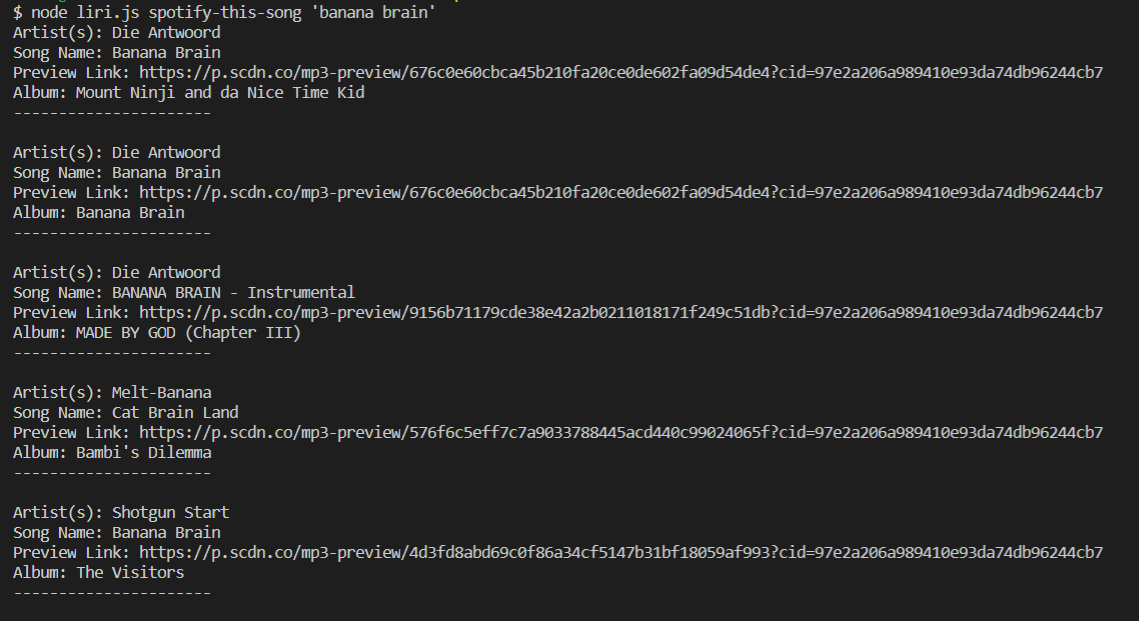 $ node liri.js spotify-this-song 'banana brain'
Artist(s): Die Antwoord
Song Name: Banana Brain
Preview Link: https://p.scdn.co/mp3-preview/676c0e60cbca45b210fa20ce0de602fa09d54de4?cid=97e2a206a989410e93da74db96244cb7
Album: Mount Ninji and da Nice Time Kid
----------------------
Artist(s): Die Antwoord
Song Name: Banana Brain
Preview Link: https://p.scdn.co/mp3-preview/676c0e60cbca45b210fa20ce0de602fa09d54de4?cid=97e2a206a989410e93da74db96244cb7
Album: Banana Brain
----------------------
Artist(s): Die Antwoord
Song Name: BANANA BRAIN - Instrumental
Preview Link: https://p.scdn.co/mp3-preview/9156b71179cde38e42a2b0211018171f249c51db?cid=97e2a206a989410e93da74db96244cb7
Album: MADE BY GOD (Chapter III)
----------------------
Artist(s): Melt-Banana
Song Name: Cat Brain Land
Preview Link: https://p.scdn.co/mp3-preview/576f6c5eff7c7a9033788445acd440c99024065f?cid=97e2a206a989410e93da74db96244cb7
Album: Bambi's Dilemma
----------------------
Artist(s): Shotgun Start
Song Name: Banana Brain
Preview Link: https://p.scdn.co/mp3-preview/4d3fd8abd69c0f86a34cf5147b31bf18059af993?cid=97e2a206a989410e93da74db96244cb7
Album: The Visitors
----------------------